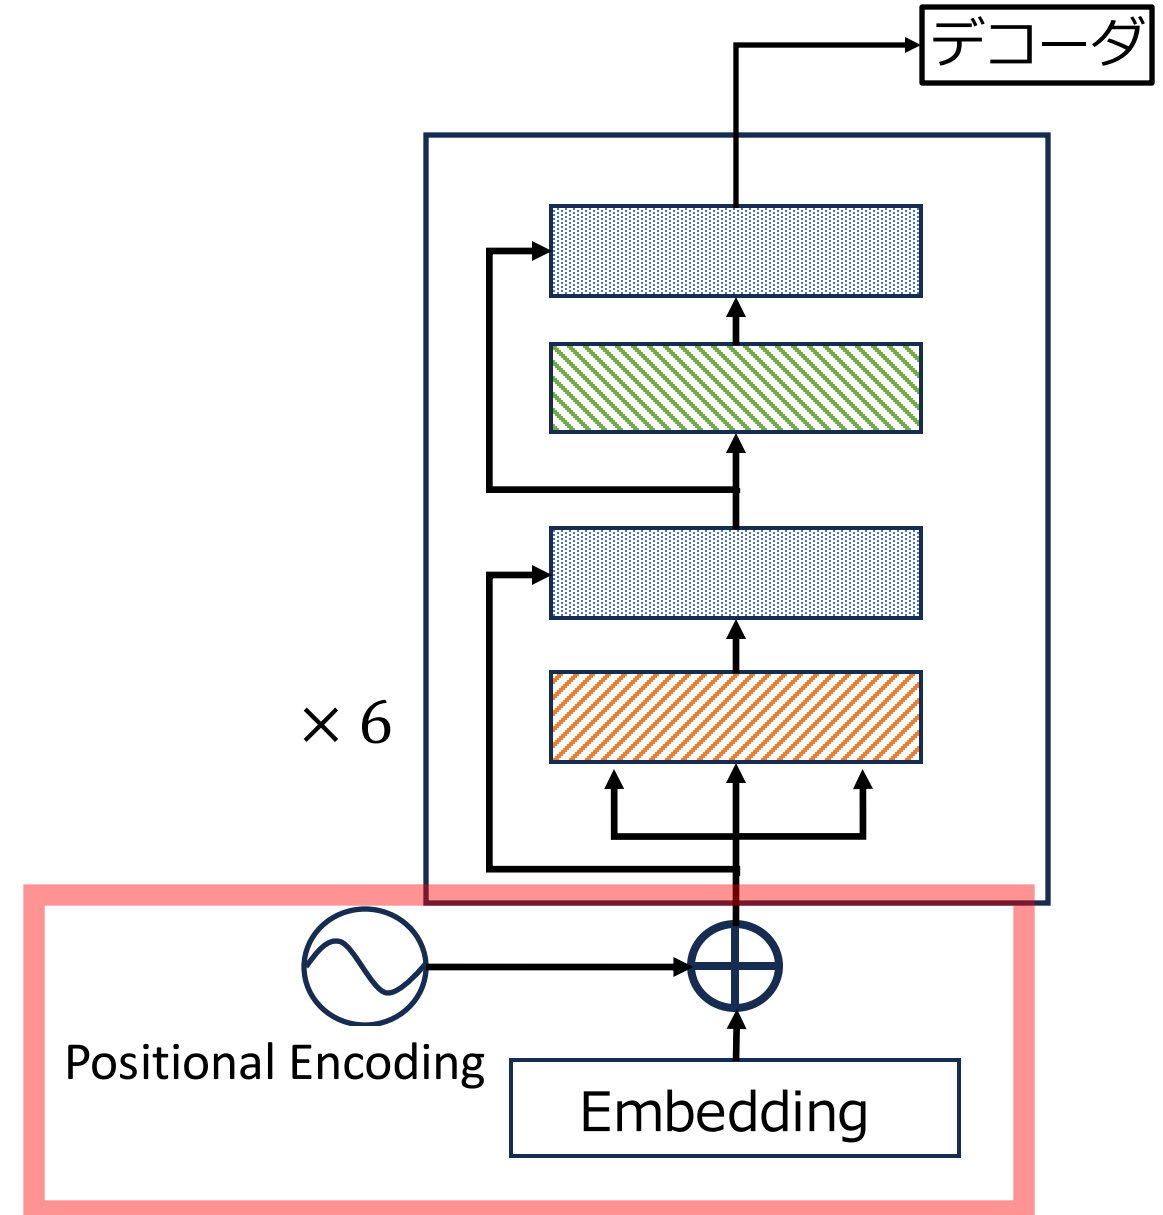 デコーダ
× 6
Positional Encoding
Embedding